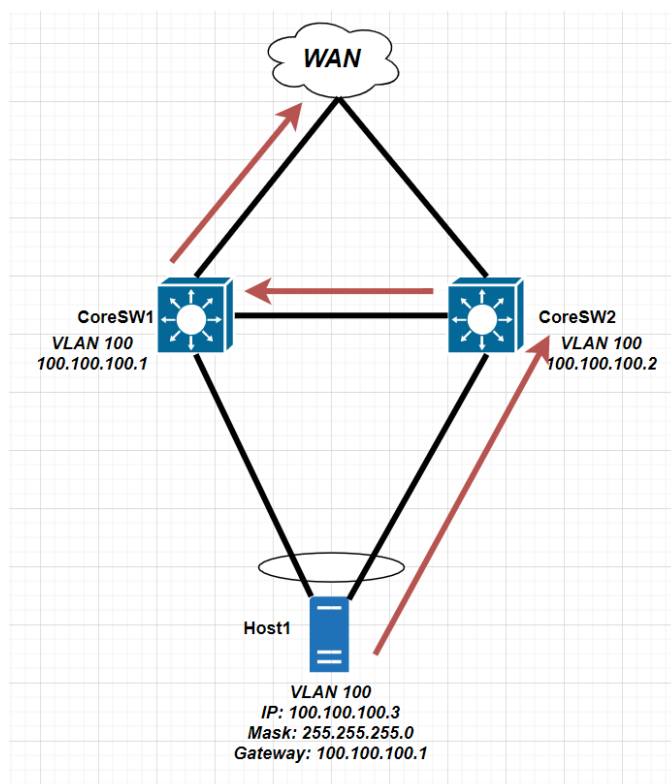 WAN
CoreSW1
VLAN 100
100.100.100.1
CoreSW2
VLAN 100
100.100.100.2
Host1
VLAN 100
IP: 100.100.100.3
Mask: 255.255.255.0
Gateway: 100.100.100.1